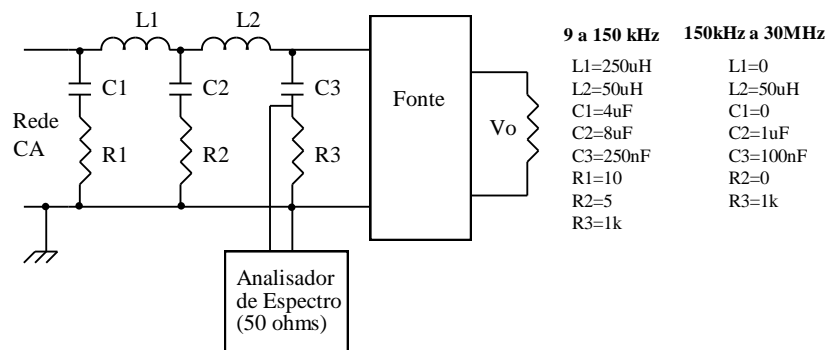 L1
L2
C1
C2
C3
Rede
CA
R1
R2
R3
Fonte
Vo
Analisador
de Espectro
(50 ohms)
9 a 150 kHz
L1=250uH
L2=50uH
C1=4uF
C2=8uF
C3=250nF
R1=10
R2=5
R3=1k
150kHz a 30MHz
L1=0
L2=50uH
C1=0
C2=1uF
C3=100nF
R2=0
R3=1k